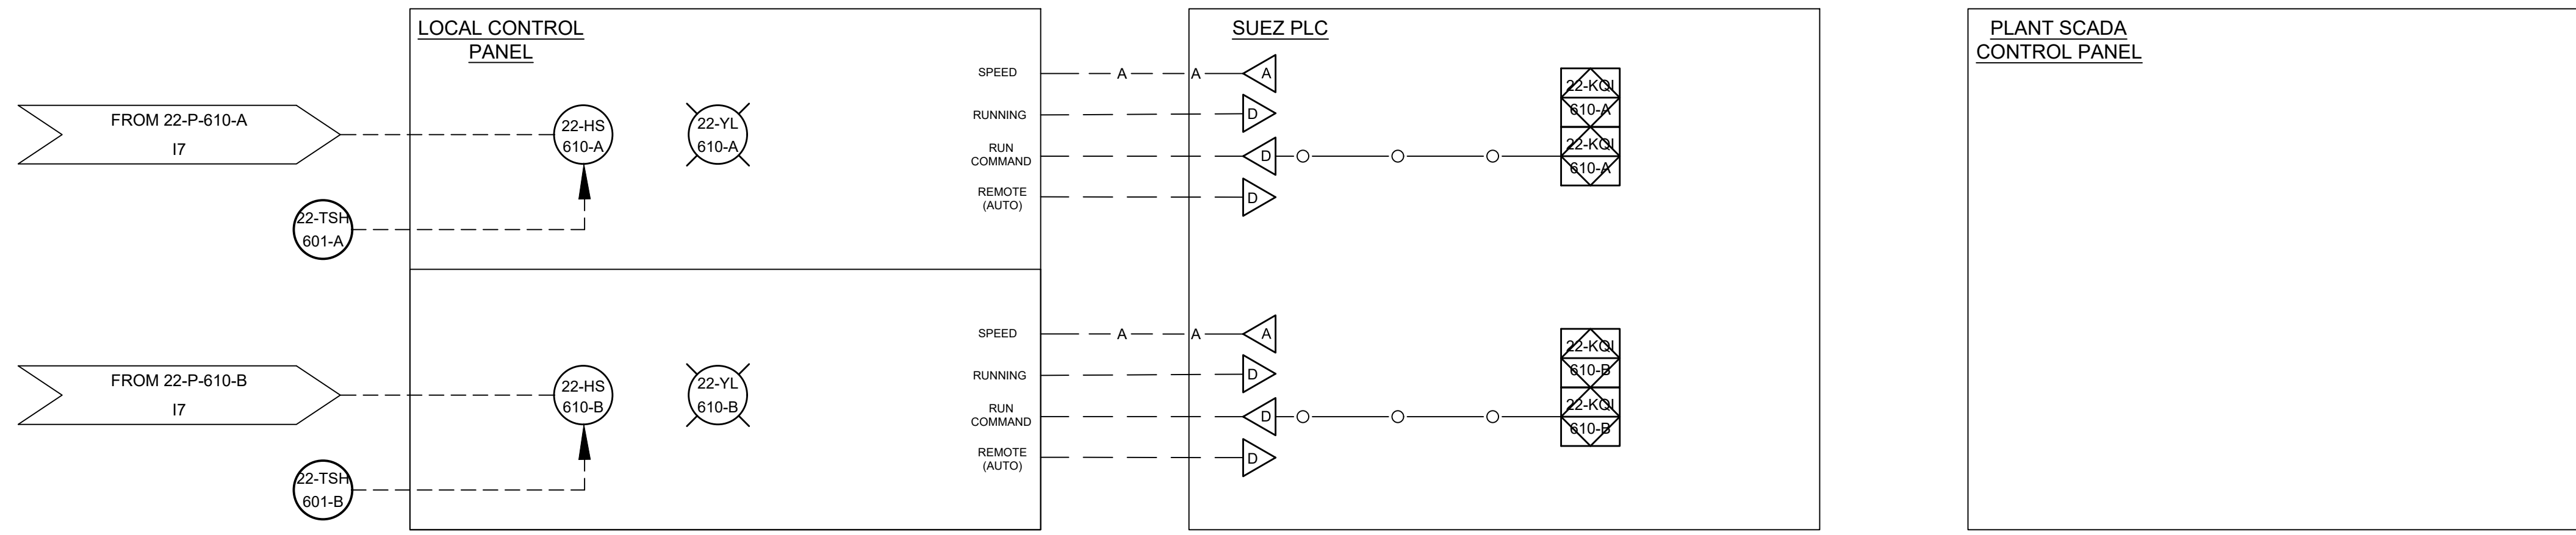 LOCAL CONTROL
PANEL
SUEZ PLC
PLANT SCADA
CONTROL PANEL
FROM 22-P-610-A
I7
22-HS
610-A
22-YL
610-A
22-TSH
601-A
SPEED
A
A
A
RUNNING
D
RUN
COMMAND
D
REMOTE
(AUTO)
D
22-KQI
610-A
22-KQI
610-A
FROM 22-P-610-B
I7
22-HS
610-B
22-YL
610-B
22-TSH
601-B
SPEED
A
A
A
RUNNING
D
RUN
COMMAND
D
REMOTE
(AUTO)
D
22-KQI
610-B
22-KQI
610-B